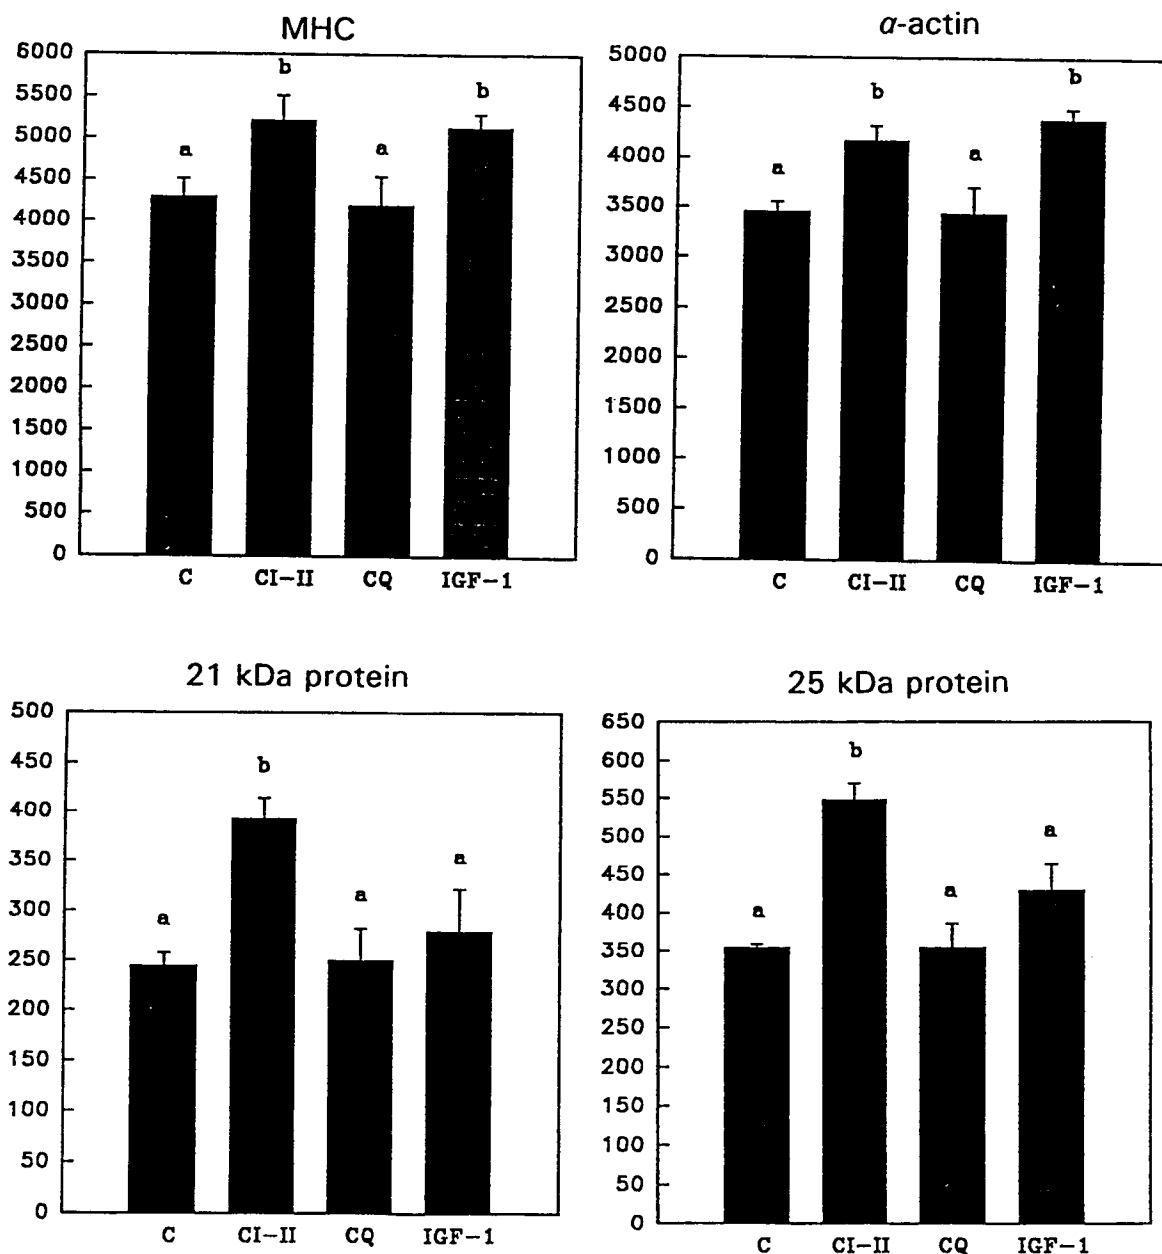 MHC
6000
5500
5000
4500
4000
3500
3000
2500
2000
1500
1000
500
0
a
b
a
b
C CI-II CQ IGF-1
α-actin
5000
4500
4000
3500
3000
2500
2000
1500
1000
500
0
a
b
a
b
C CI-II CQ IGF-1
21 kDa protein
500
450
400
350
300
250
200
150
100
50
0
a
b
a
a
C CI-II CQ IGF-1
25 kDa protein
650
600
550
500
450
400
350
300
250
200
150
100
50
0
a
b
a
a
C CI-II CQ IGF-1